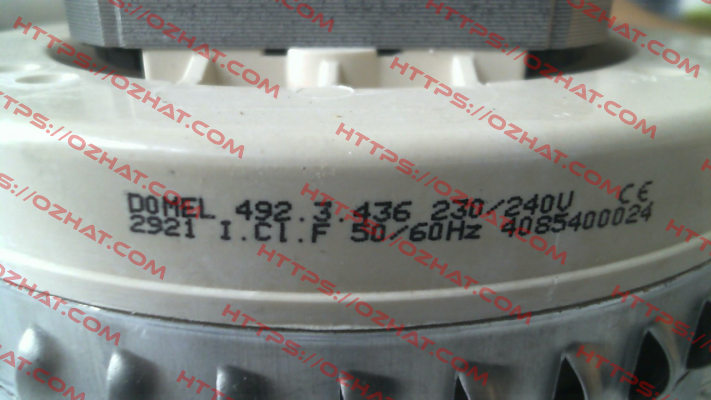 DOMEL 492.3.436 230/240V CE
2921 I.Cl.F 50/60Hz 4085400024
HTTPS://OZHAT.COM